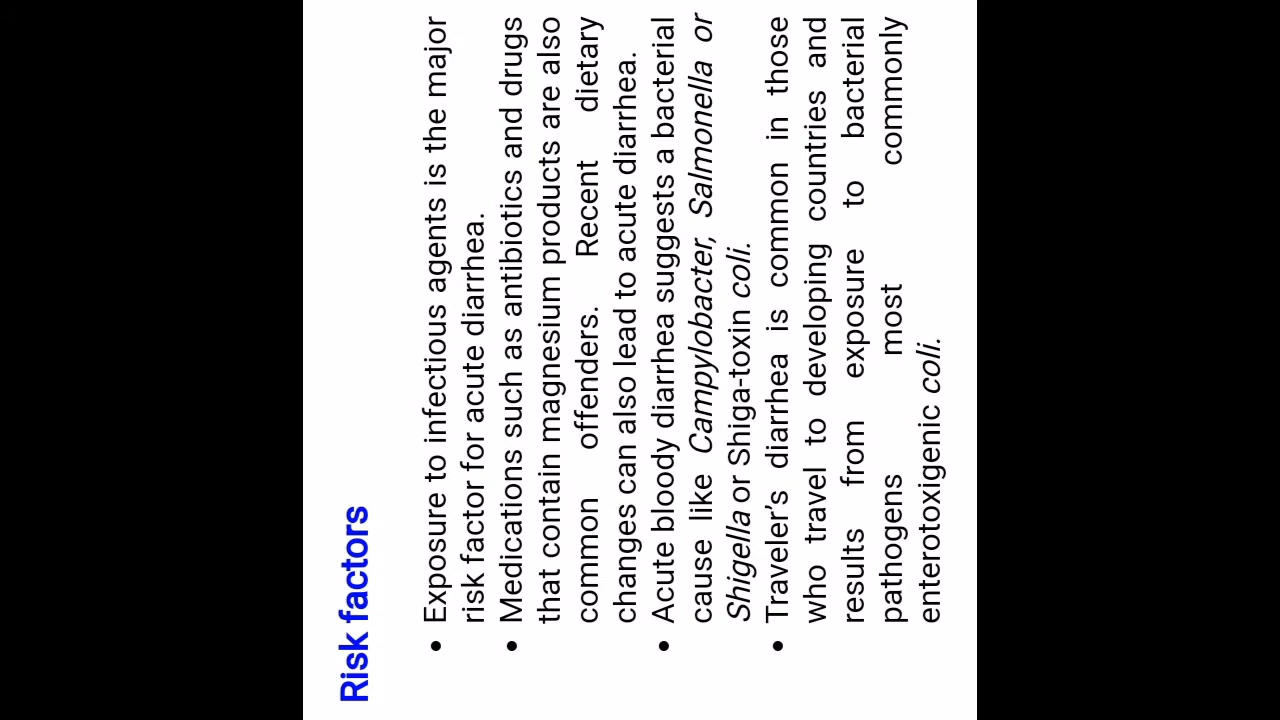 Risk factors
• Exposure to infectious agents is the major
risk factor for acute diarrhea.
• Medications such as antibiotics and drugs
that contain magnesium products are also
common offenders. Recent dietary
changes can also lead to acute diarrhea.
• Acute bloody diarrhea suggests a bacterial
cause like Campylobacter, Salmonella or
Shigella or Shiga-toxin coli.
• Traveler’s diarrhea is common in those
who travel to developing countries and
results from exposure to bacterial
pathogens most commonly
enterotoxigenic coli.